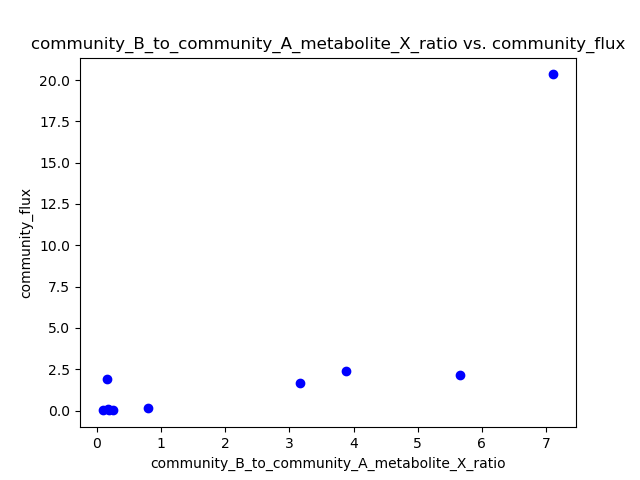 community_B_to_community_A_metabolite_X_ratio vs. community_flux
20.0
17.5
15.0
12.5
10.0
7.5
5.0
2.5
0.0
community_flux
0 1 2 3 4 5 6 7
community_B_to_community_A_metabolite_X_ratio